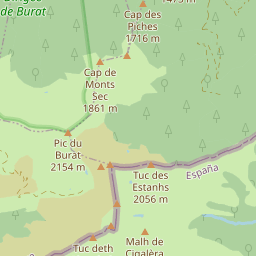 de Burat
Cap des
Piches
1716 m
Cap de
Monts
Sec
1861 m
Pic du
Burat
2154 m
Tuc des
Estanhs
2056 m
España
Tuc deth
Malh de
Cigalèra